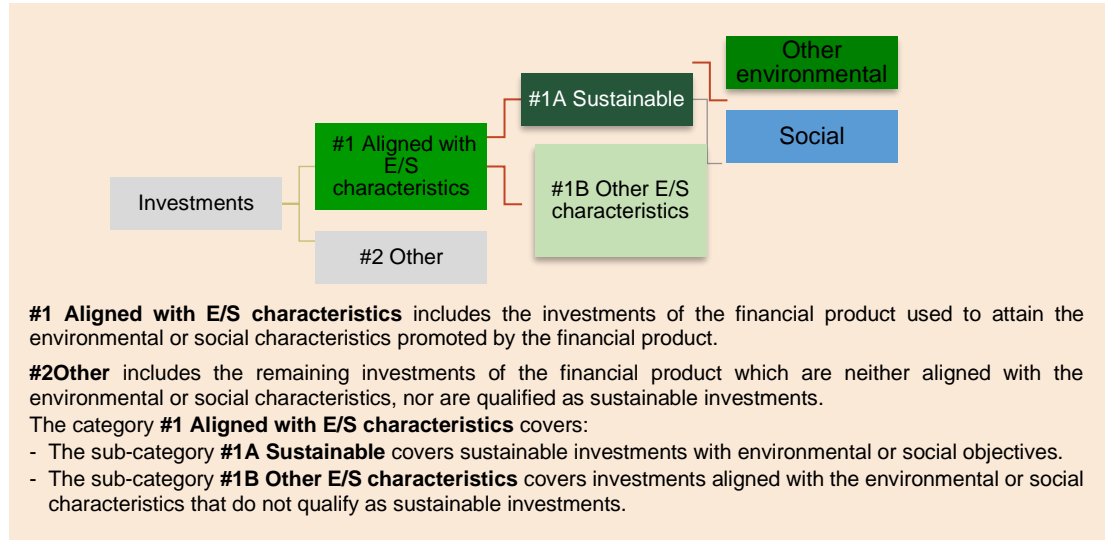 Other
environmental
#1A Sustainable
Social
#1 Aligned with
E/S
characteristics
#1B Other E/S
characteristics
Investments
#2 Other
#1 Aligned with E/S characteristics includes the investments of the financial product used to attain the
environmental or social characteristics promoted by the financial product.
#2Other includes the remaining investments of the financial product which are neither aligned with the
environmental or social characteristics, nor are qualified as sustainable investments.
The category #1 Aligned with E/S characteristics covers:
- The sub-category #1A Sustainable covers sustainable investments with environmental or social objectives.
- The sub-category #1B Other E/S characteristics covers investments aligned with the environmental or social
characteristics that do not qualify as sustainable investments.